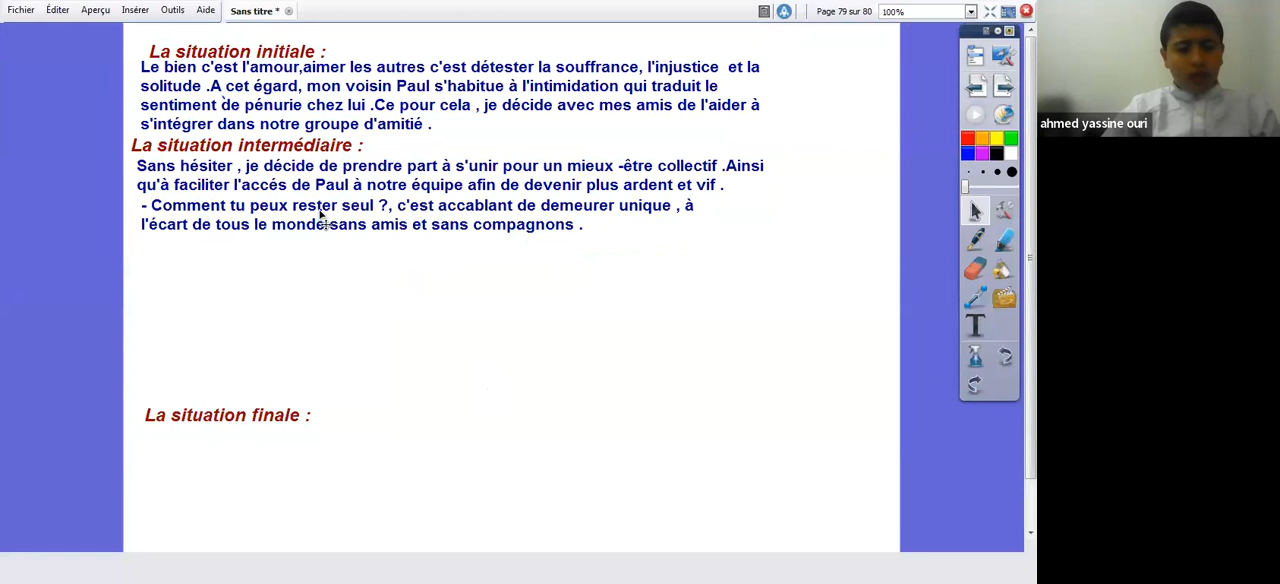 Fichier Éditer Aperçu Insérer Outils Aide Sans titre * Page 79 sur 80 100%
La situation initiale :
Le bien c'est l'amour,aimer les autres c'est détester la souffrance, l'injustice et la
solitude .A cet égard, mon voisin Paul s'habitue à l'intimidation qui traduit le
sentiment de pénurie chez lui .Ce pour cela , je décide avec mes amis de l'aider à
s'intégrer dans notre groupe d'amitié .
ahmed yassine ouri
La situation intermédiaire :
Sans hésiter , je décide de prendre part à s'unir pour un mieux -être collectif .Ainsi
qu'à faciliter l'accés de Paul à notre équipe afin de devenir plus ardent et vif .
- Comment tu peux rester seul ?, c'est accablant de demeurer unique , à
l'écart de tous le monde sans amis et sans compagnons .
T
La situation finale :